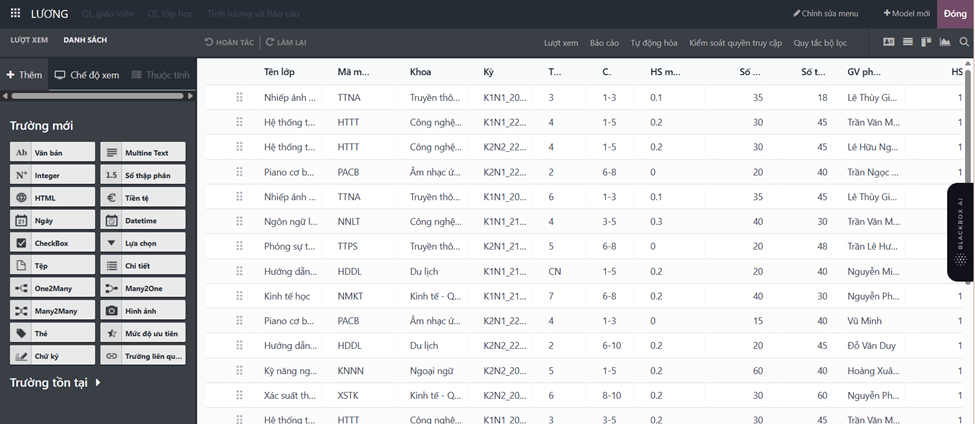 LƯƠNG QL giáo viên QL lớp học Tính lương và Báo cáo Chỉnh sửa menu Model mới Đóng
LƯỢT XEM DANH SÁCH HOÀN TÁC LÀM LẠI Lượt xem Báo cáo Tự động hóa Kiểm soát quyền truy cập Quy tắc bộ lọc
Thêm Chế độ xem Thuộc tính
Trường mới
Ab Văn bản Multine Text
N° Integer 1.5 Số thập phân
HTML € Tiền tệ
21 Ngày Datetime
CheckBox Lựa chọn
Tệp Chi tiết
One2Many Many2One
Many2Many Hình ảnh
Thẻ Mức độ ưu tiên
Chữ ký Trường liên qu...
Trường tồn tại
Tên lớp Mã m... Khoa Kỳ T... C. HS m... Số ... Số t... GV ph... HS
Nhiếp ảnh ... TTNA Truyền thô... K1N1_20... 3 1-3 0.1 35 18 Lê Thùy Gi... 1
Hệ thống t... HTTT Công nghệ... K1N1_22... 4 1-5 0.2 30 45 Trần Văn M... 1
Hệ thống t... HTTT Công nghệ... K2N2_22... 4 1-5 0.2 30 45 Lê Hữu Ng... 1
Piano cơ b... PACB Âm nhạc ứ... K2N1_22... 2 6-8 0 20 40 Trần Ngọc ...
Nhiếp ảnh ... TTNA Truyền thô... K1N1_20... 6 1-3 0.1 35 45 Lê Thùy Gi... 1
Ngôn ngữ l... NNLT Công nghệ... K2N1_21... 4 3-5 0.3 40 30 Trần Văn M... 1
Phóng sự t... TTPS Truyền thô... K2N1_21... 5 6-8 0 20 48 Trần Lê Hư... 1
Hướng dẫn... HDDL Du lịch K1N1_21... CN 1-5 0.2 20 40 Nguyễn Mi... 1
Kinh tế học NMKT Kinh tế - Q... K1N1_21... 7 6-8 0.2 40 30 Nguyễn Ph... 1
Piano cơ b... PACB Âm nhạc ứ... K2N1_22... 4 1-3 0 15 40 Vũ Minh 1
Hướng dẫn... HDDL Du lịch K2N2_22... 2 6-10 0.2 20 45 Đỗ Văn Duy 1
Kỹ năng ng... KNNN Ngoại ngữ K2N2_20... 5 1-5 0.2 60 40 Hoàng Xuâ... 1
Xác suất th... XSTK Kinh tế - Q... K2N2_20... 6 8-10 0.2 30 60 Nguyễn Ph... 1
Hệ thống t... HTTT Công nghệ... K1N1_20... 3 3-5 0.2 30 45 Trần Văn M... 1
BLACKBOX AI